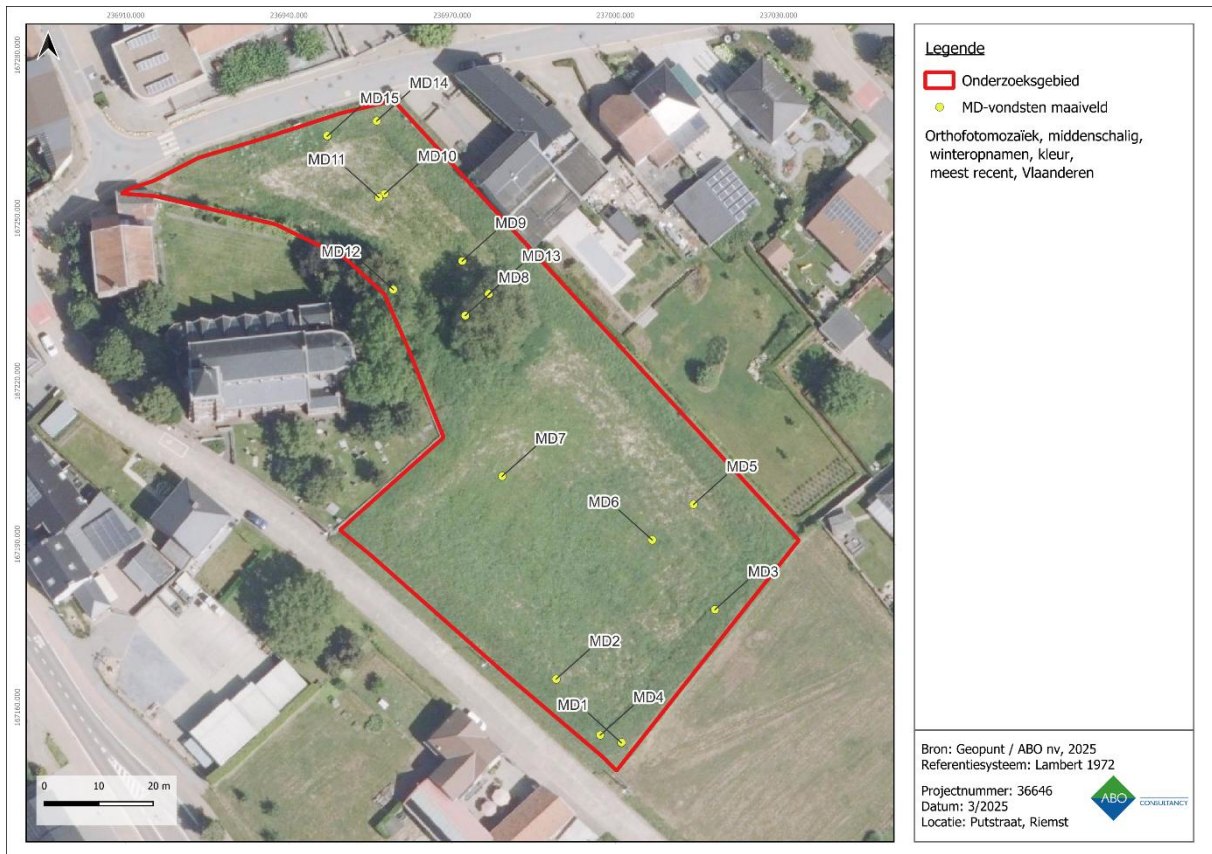 236910.000 236940.000 236970.000 237000.000 237030.000
167280.000
167250.000
167220.000
167190.000
167160.000
MD14
MD15
MD11
MD10
MD9
MD12
MD13
MD8
MD7
MD5
MD6
MD3
MD2
MD1
MD4
0 10 20 m
Legende
Onderzoeksgebied
MD-vondsten maaiveld
Orthofotomozaïek, middenschalig,
winteropnamen, kleur,
meest recent, Vlaanderen
Bron: Geopunt / ABO nv, 2025
Referentiesysteem: Lambert 1972
Projectnummer: 36646
Datum: 3/2025
Locatie: Putstraat, Riemst
ABO CONSULTANCY